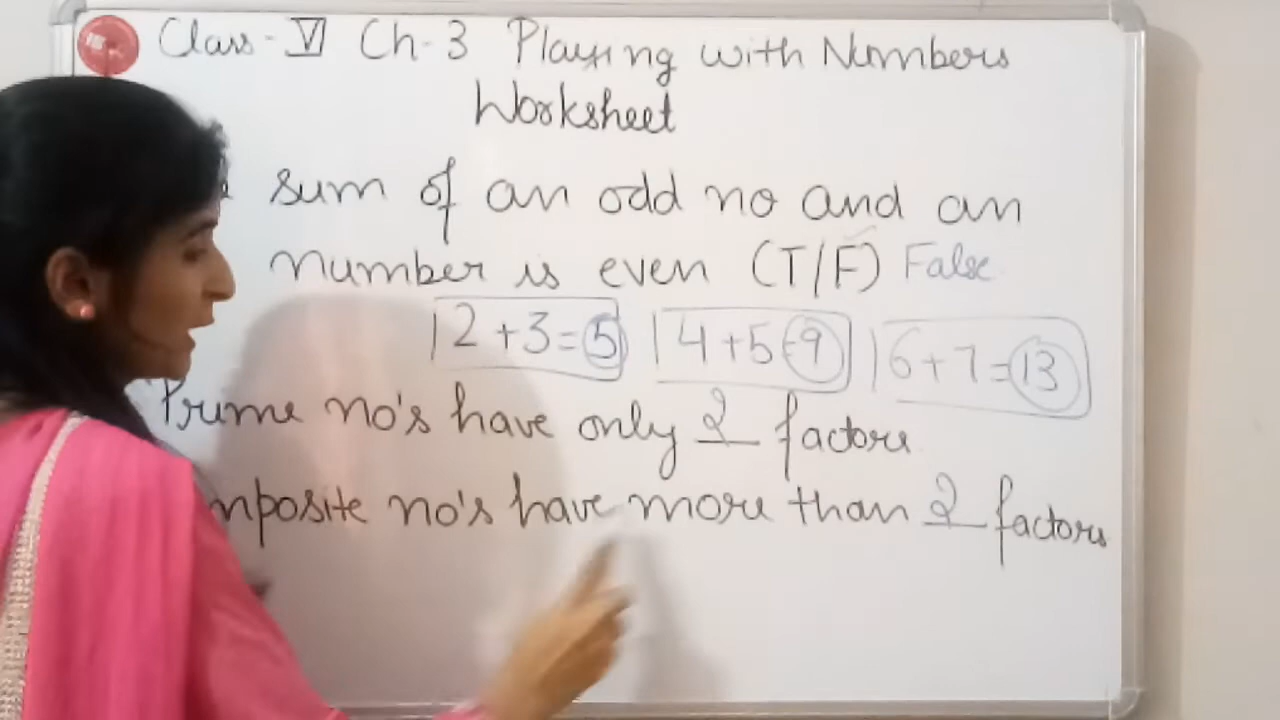 Class - VI Ch-3 Playing with Numbers
Worksheet
sum of an odd no and an
number is even (T/F) False
2+3=5 4+5=9 6+7=13
Prime no's have only 2 factors
mposite no's have more than 2 factors